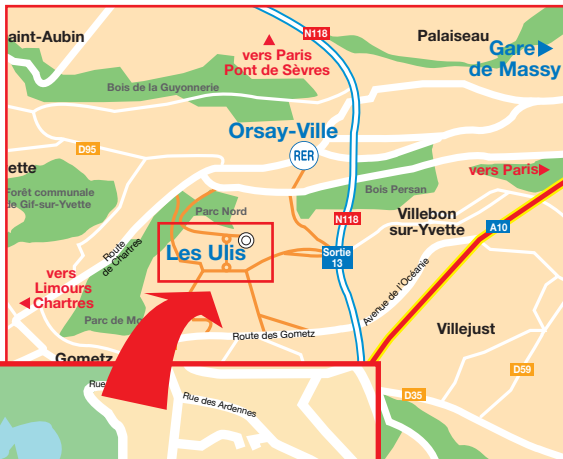 aint-Aubin
N118
Palaiseau
vers Paris
Pont de Sèvres
Gare
de Massy
Bois de la Guyonnerie
Orsay-Ville
RER
D95
ette
vers Paris
Forêt communale
de Gif-sur-Yvette
Bois Persan
Parc Nord
N118
Villebon
sur-Yvette
A10
Route
de Chartres
Les Ulis
Sortie
13
vers
Limours
Chartres
Avenue de l'Océanie
Parc de Mo
Route des Gometz
Villejust
Gometz
D59
Rue
Rue des Ardennes
D35